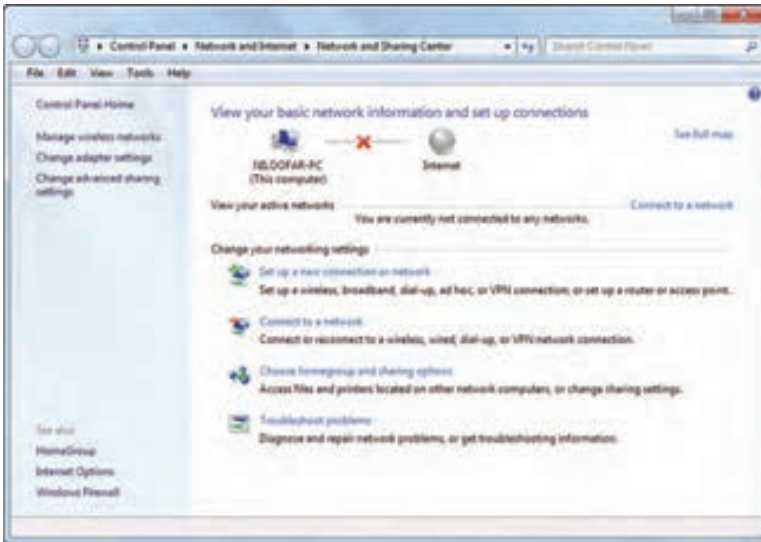 Control Panel ▸ Network and Internet ▸ Network and Sharing Center
Search Control Panel
File Edit View Tools Help
Control Panel Home
Manage wireless networks
Change adapter settings
Change advanced sharing
settings
See also
HomeGroup
Internet Options
Windows Firewall
View your basic network information and set up connections
See full map
NILOOFAR-PC
(This computer)
Internet
View your active networks
Connect to a network
You are currently not connected to any networks.
Change your networking settings
Set up a new connection or network
Set up a wireless, broadband, dial-up, ad hoc, or VPN connection; or set up a router or access point.
Connect to a network
Connect or reconnect to a wireless, wired, dial-up, or VPN network connection.
Choose homegroup and sharing options
Access files and printers located on other network computers, or change sharing settings.
Troubleshoot problems
Diagnose and repair network problems, or get troubleshooting information.